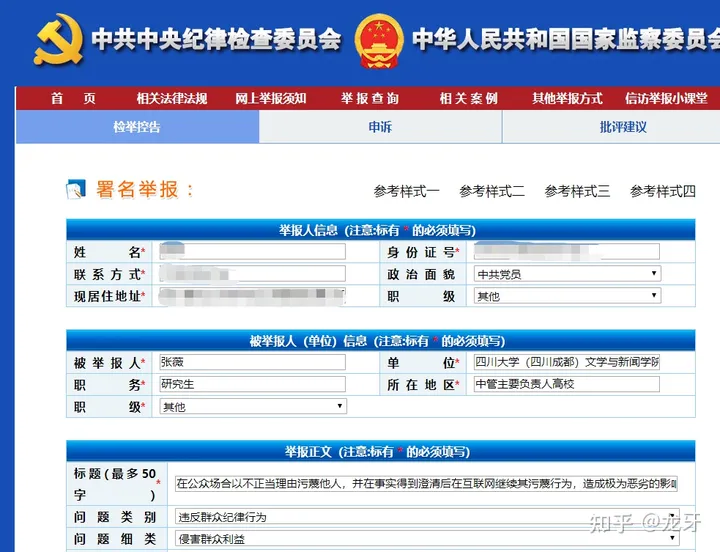 中共中央纪律检查委员会 中华人民共和国国家监察委员会
首 页 相关法律法规 网上举报须知 举报查询 相关案例 其他举报方式 信访举报小课堂
检举控告 申诉 批评建议
署名举报： 参考样式一 参考样式二 参考样式三 参考样式四
举报人信息（注意:标有 * 的必须填写)
姓 名* 身份证号*
联系方式* 政治面貌 中共党员
现居住地址* 职 级 其他
被举报人（单位）信息（注意:标有 * 的必须填写)
被举报人* 张薇 单 位* 四川大学（四川成都）文学与新闻学院
职 务* 研究生 所在地区* 中管主要负责人高校
职 级* 其他
举报正文（注意:标有 * 的必须填写)
标题(最多50字)* 在公众场合以不正当理由污蔑他人，并在事实得到澄清后在互联网继续其污蔑行为，造成极为恶劣的影响
问题类别 违反群众纪律行为
问题细类 侵害群众利益
知乎 @龙牙